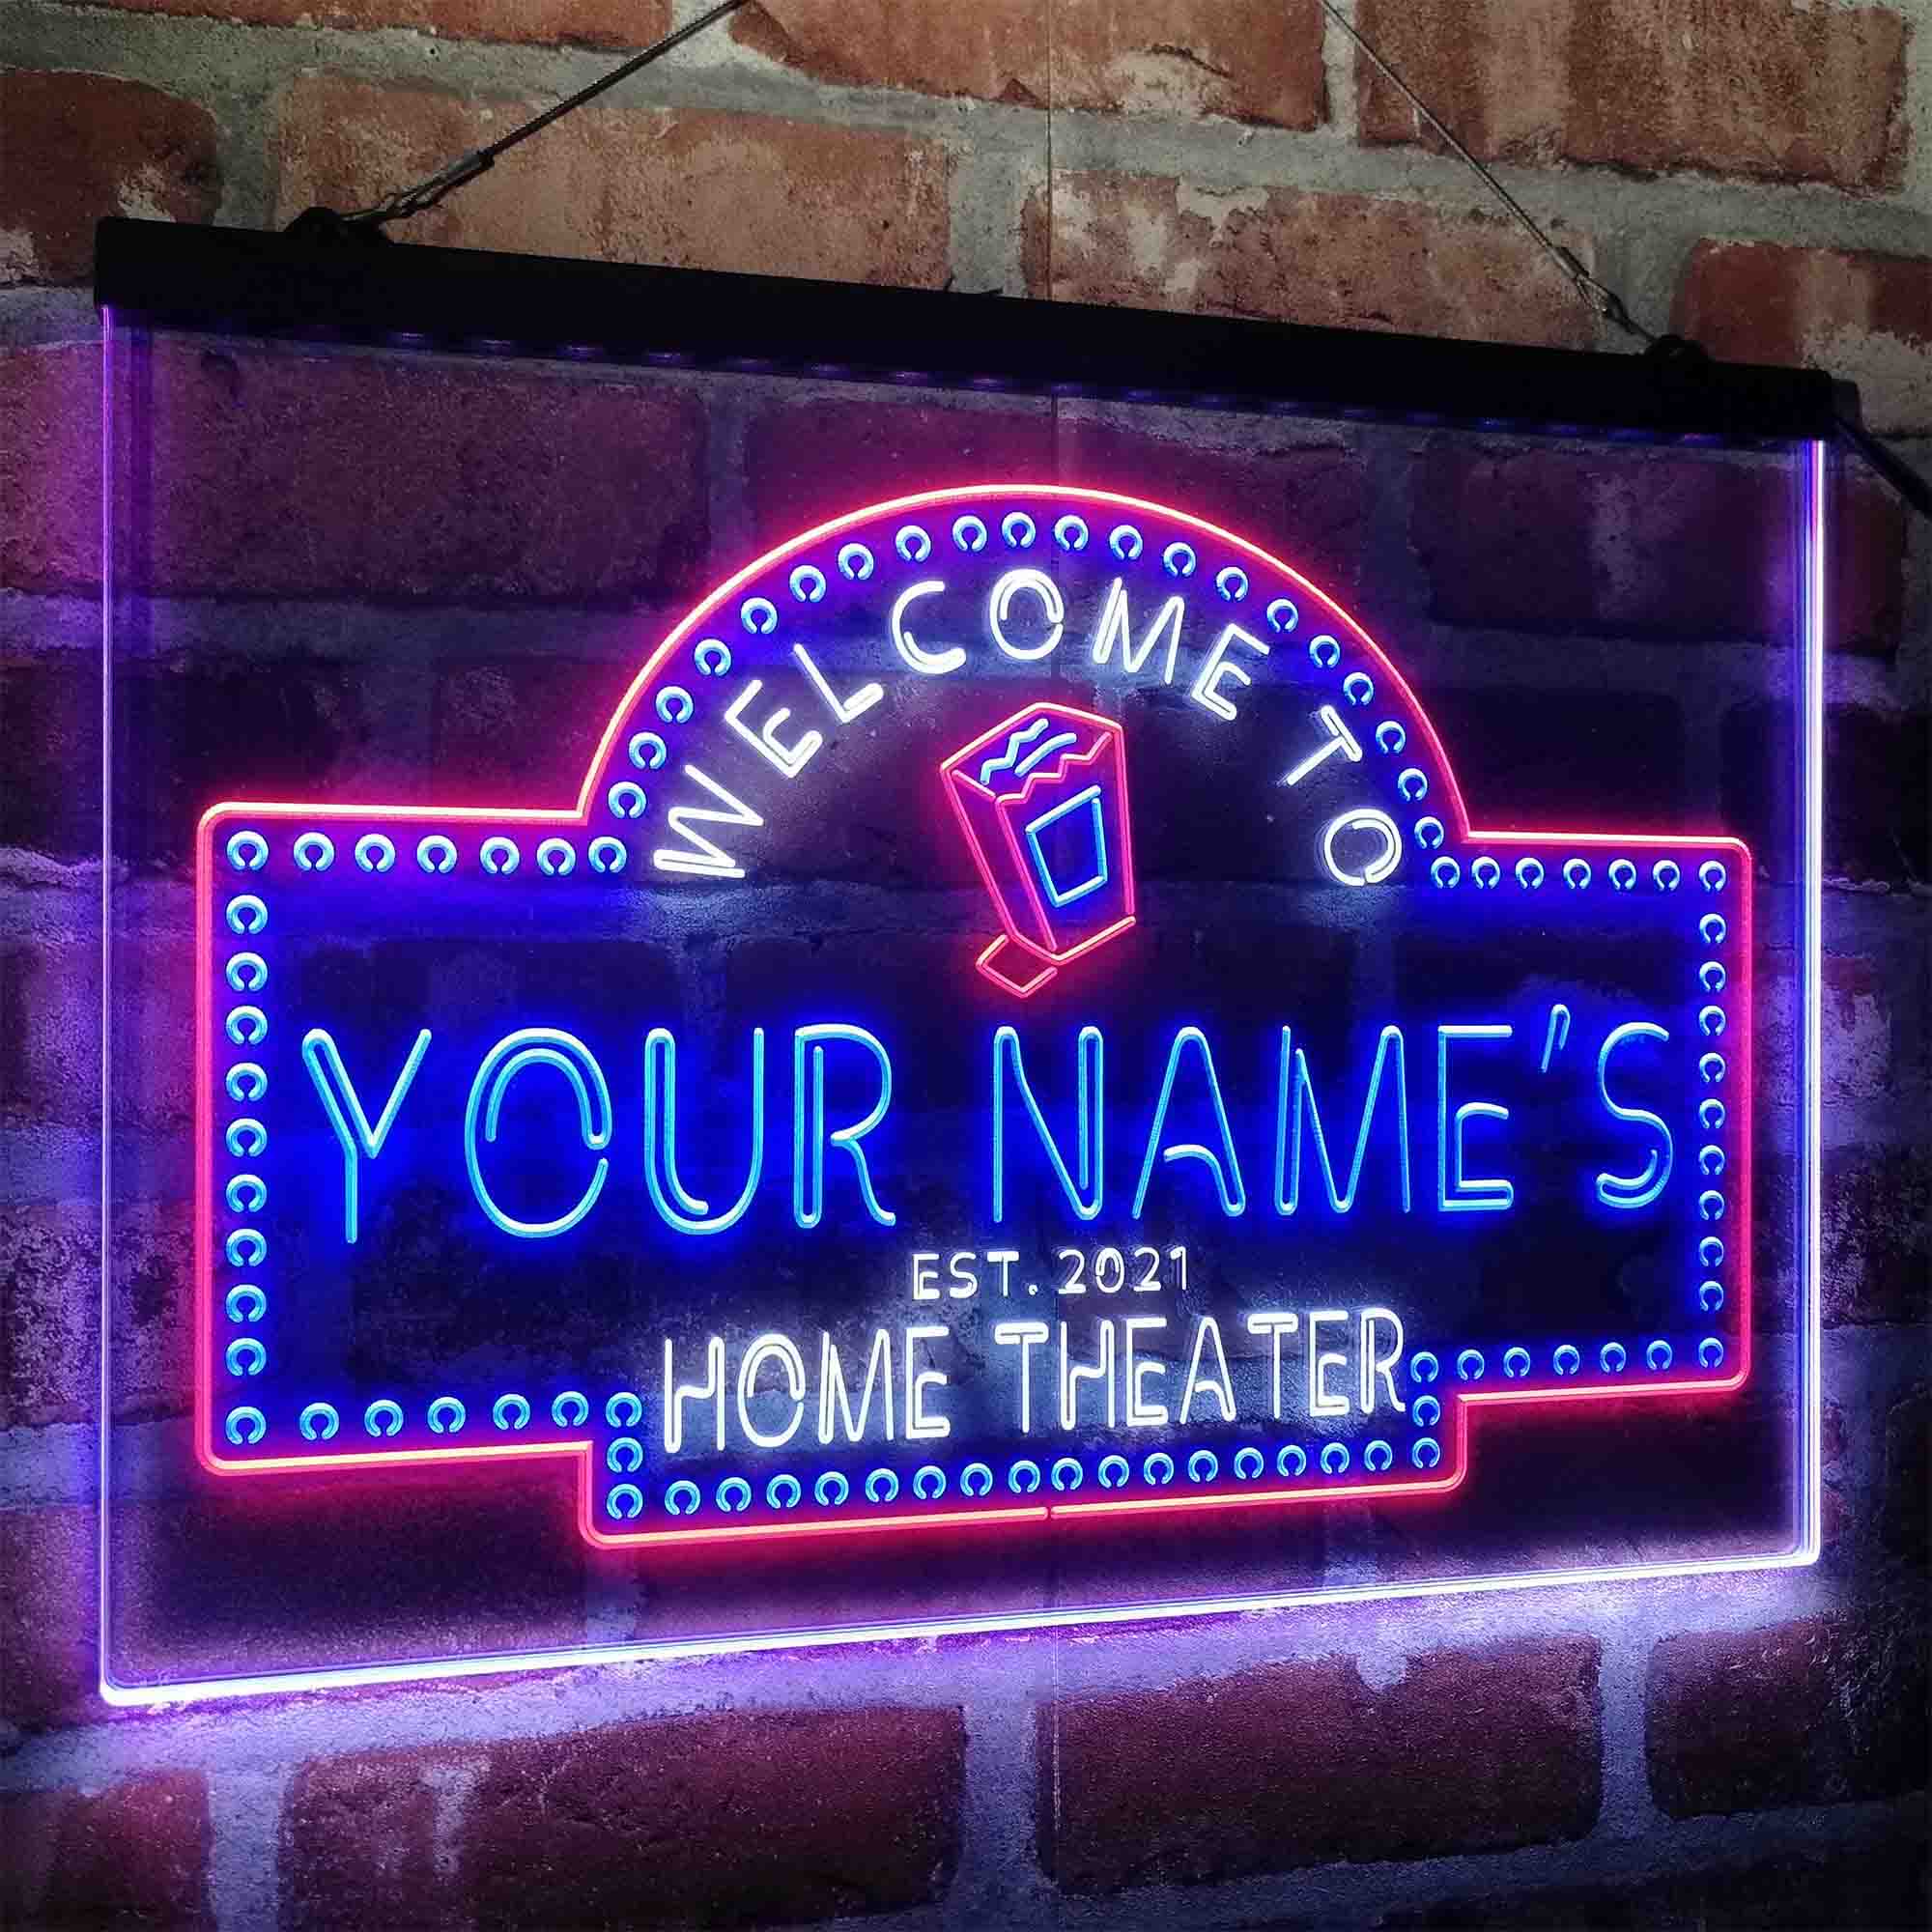 WELCOME TO
YOUR NAME'S
EST. 2021
HOME THEATER